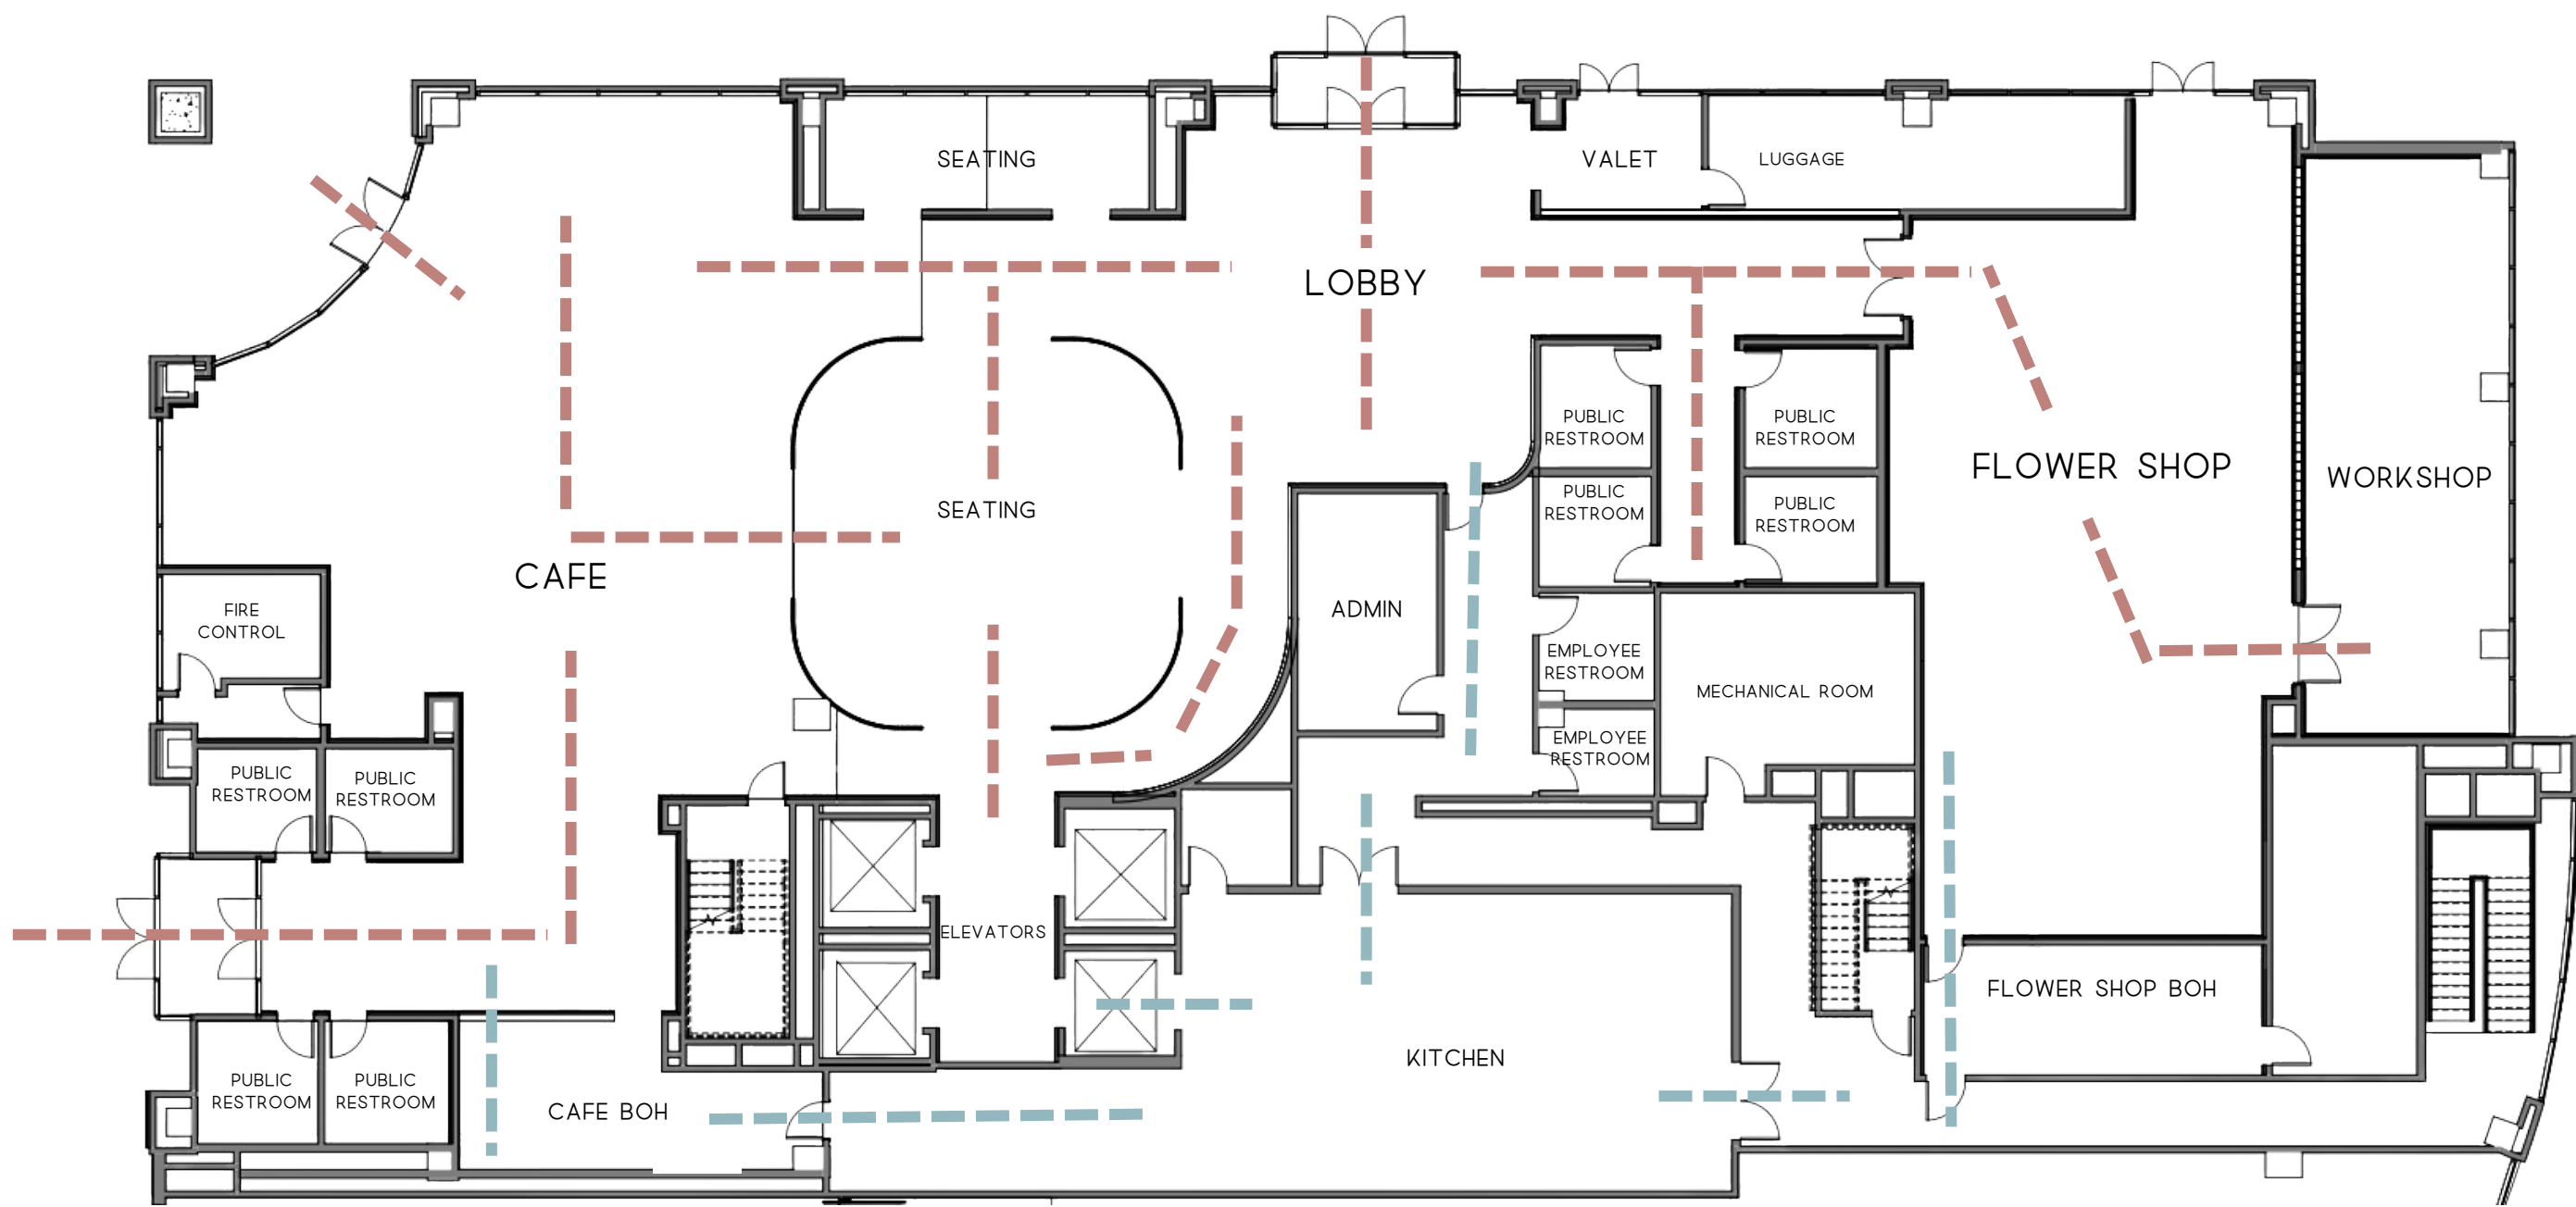 SEATING
VALET
LUGGAGE
LOBBY
PUBLIC
RESTROOM
PUBLIC
RESTROOM
PUBLIC
RESTROOM
PUBLIC
RESTROOM
FLOWER SHOP
WORKSHOP
SEATING
CAFE
FIRE
CONTROL
ADMIN
EMPLOYEE
RESTROOM
MECHANICAL ROOM
EMPLOYEE
RESTROOM
PUBLIC
RESTROOM
PUBLIC
RESTROOM
ELEVATORS
FLOWER SHOP BOH
KITCHEN
PUBLIC
RESTROOM
PUBLIC
RESTROOM
CAFE BOH